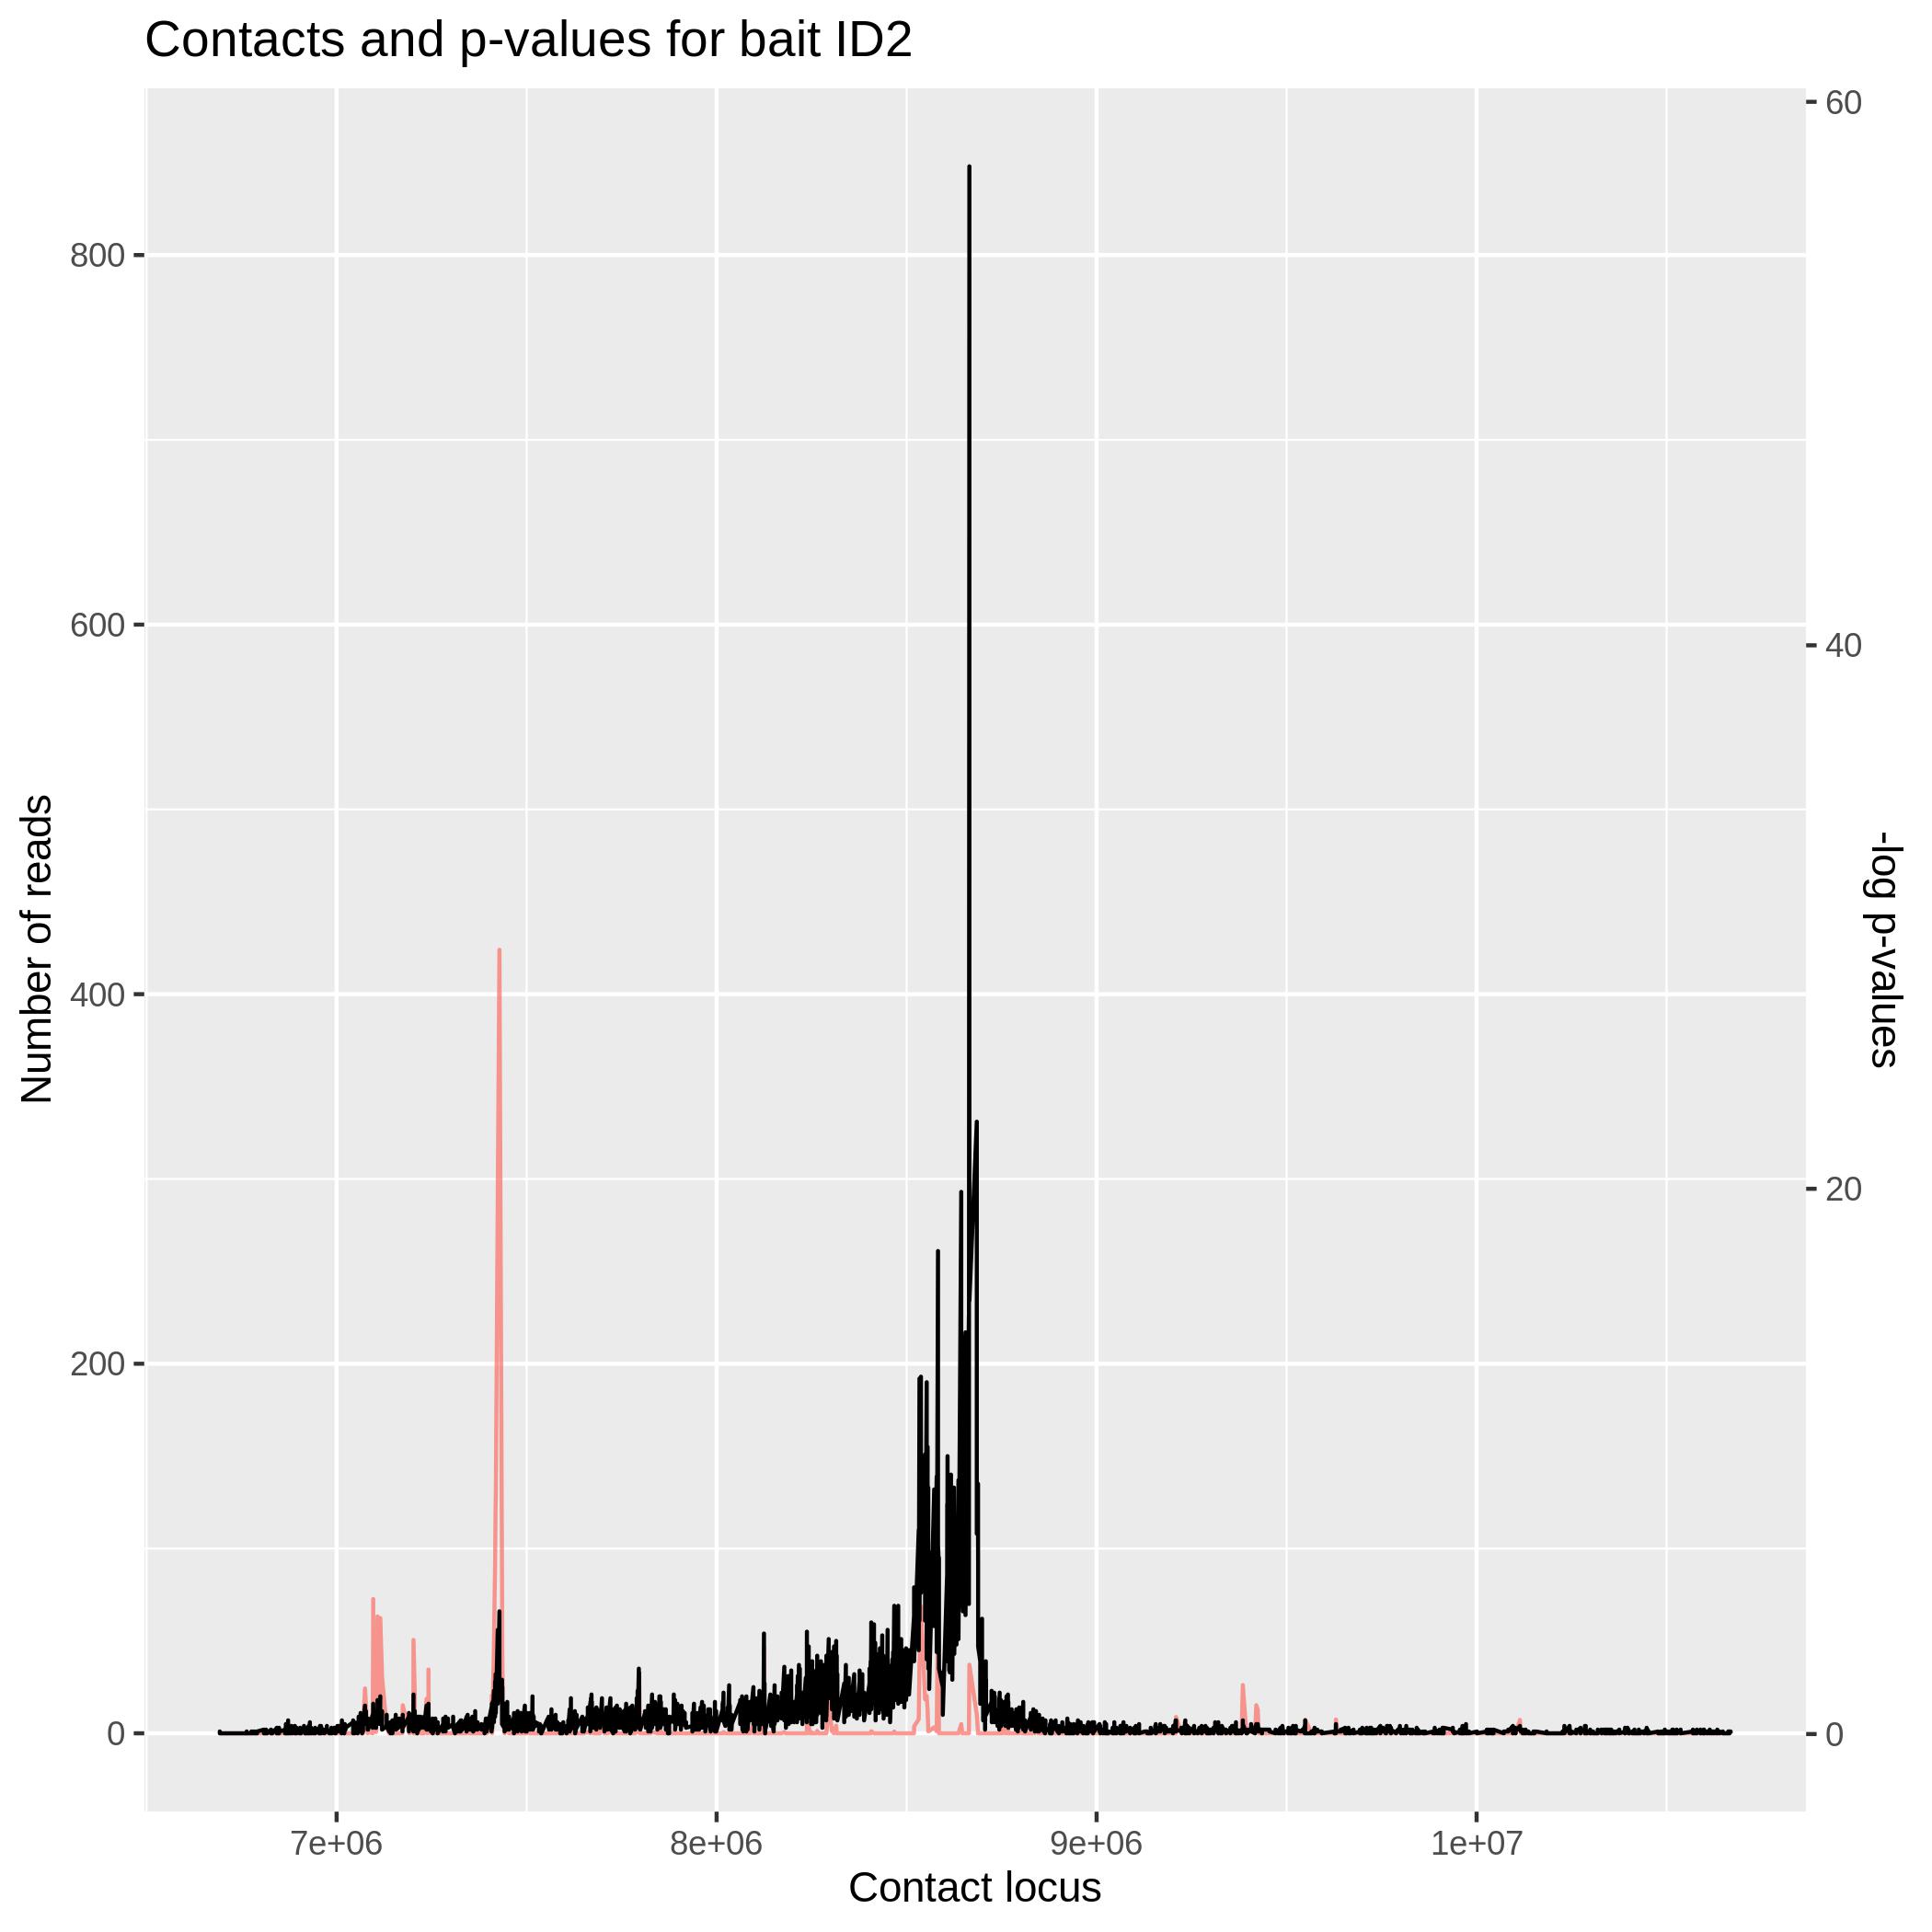 Contacts and p-values for bait ID2
Number of reads
800
600
400
200
0
60
40
20
0
-log p-values
7e+06
8e+06
9e+06
1e+07
Contact locus